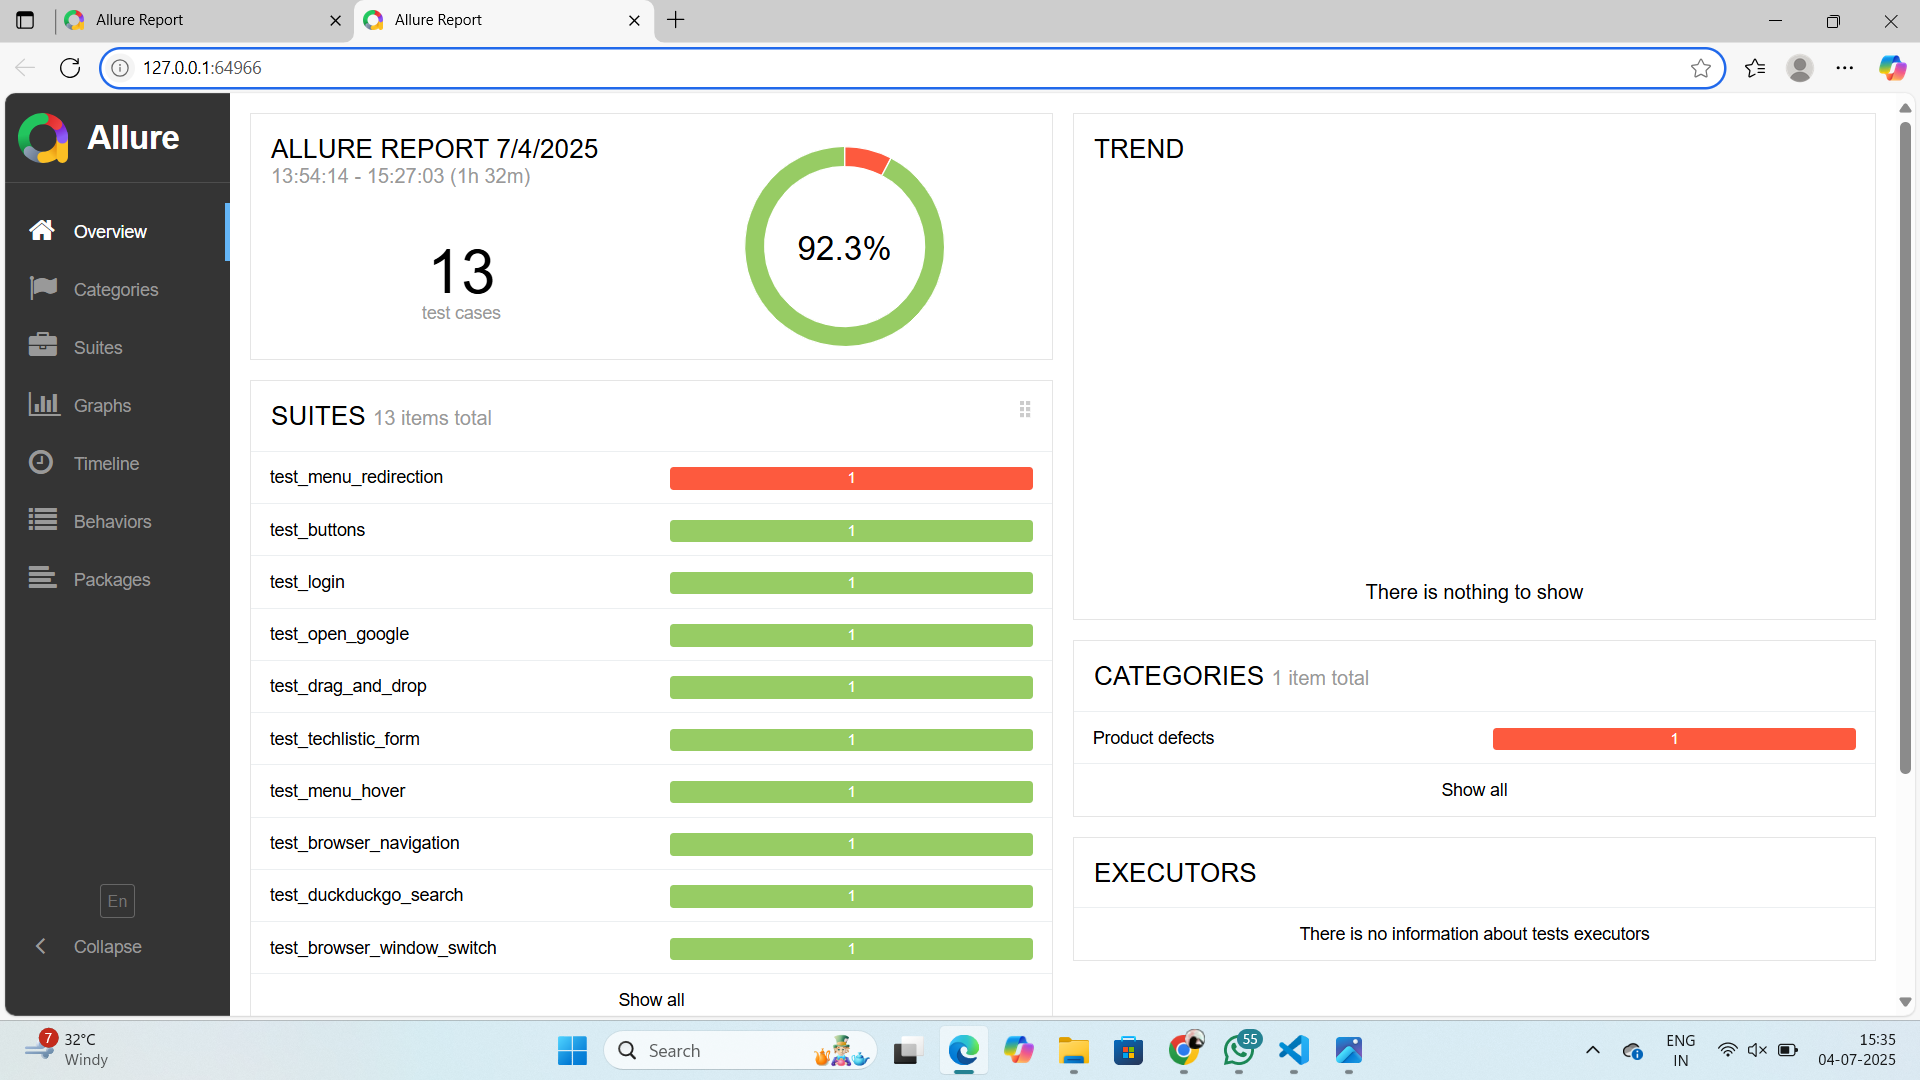 Allure Report
Allure Report
127.0.0.1:64966
Allure
Overview
Categories
Suites
Graphs
Timeline
Behaviors
Packages
En
Collapse
ALLURE REPORT 7/4/2025
13:54:14 - 15:27:03 (1h 32m)
13
test cases
92.3%
SUITES 13 items total
test_menu_redirection 1
test_buttons 1
test_login 1
test_open_google 1
test_drag_and_drop 1
test_techlistic_form 1
test_menu_hover 1
test_browser_navigation 1
test_duckduckgo_search 1
test_browser_window_switch 1
Show all
TREND
There is nothing to show
CATEGORIES 1 item total
Product defects 1
Show all
EXECUTORS
There is no information about tests executors
7
32°C
Windy
Search
55
ENG
IN
15:35
04-07-2025